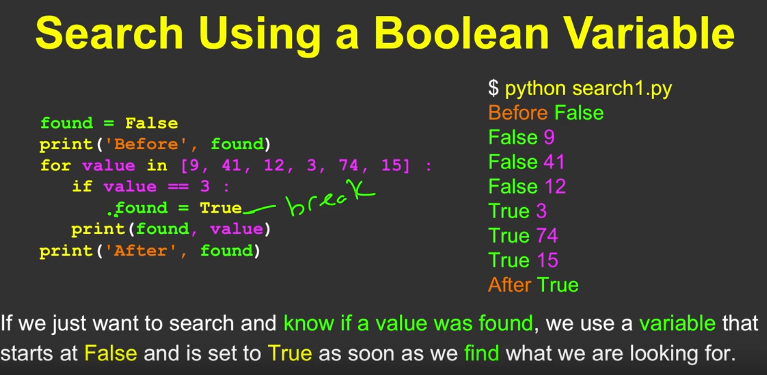 Search Using a Boolean Variable
found = False
print('Before', found)
for value in [9, 41, 12, 3, 74, 15] :
if value == 3 :
found = True
break
print(found, value)
print('After', found)
$ python search1.py
Before False
False 9
False 41
False 12
True 3
True 74
True 15
After True
If we just want to search and know if a value was found, we use a variable that
starts at False and is set to True as soon as we find what we are looking for.